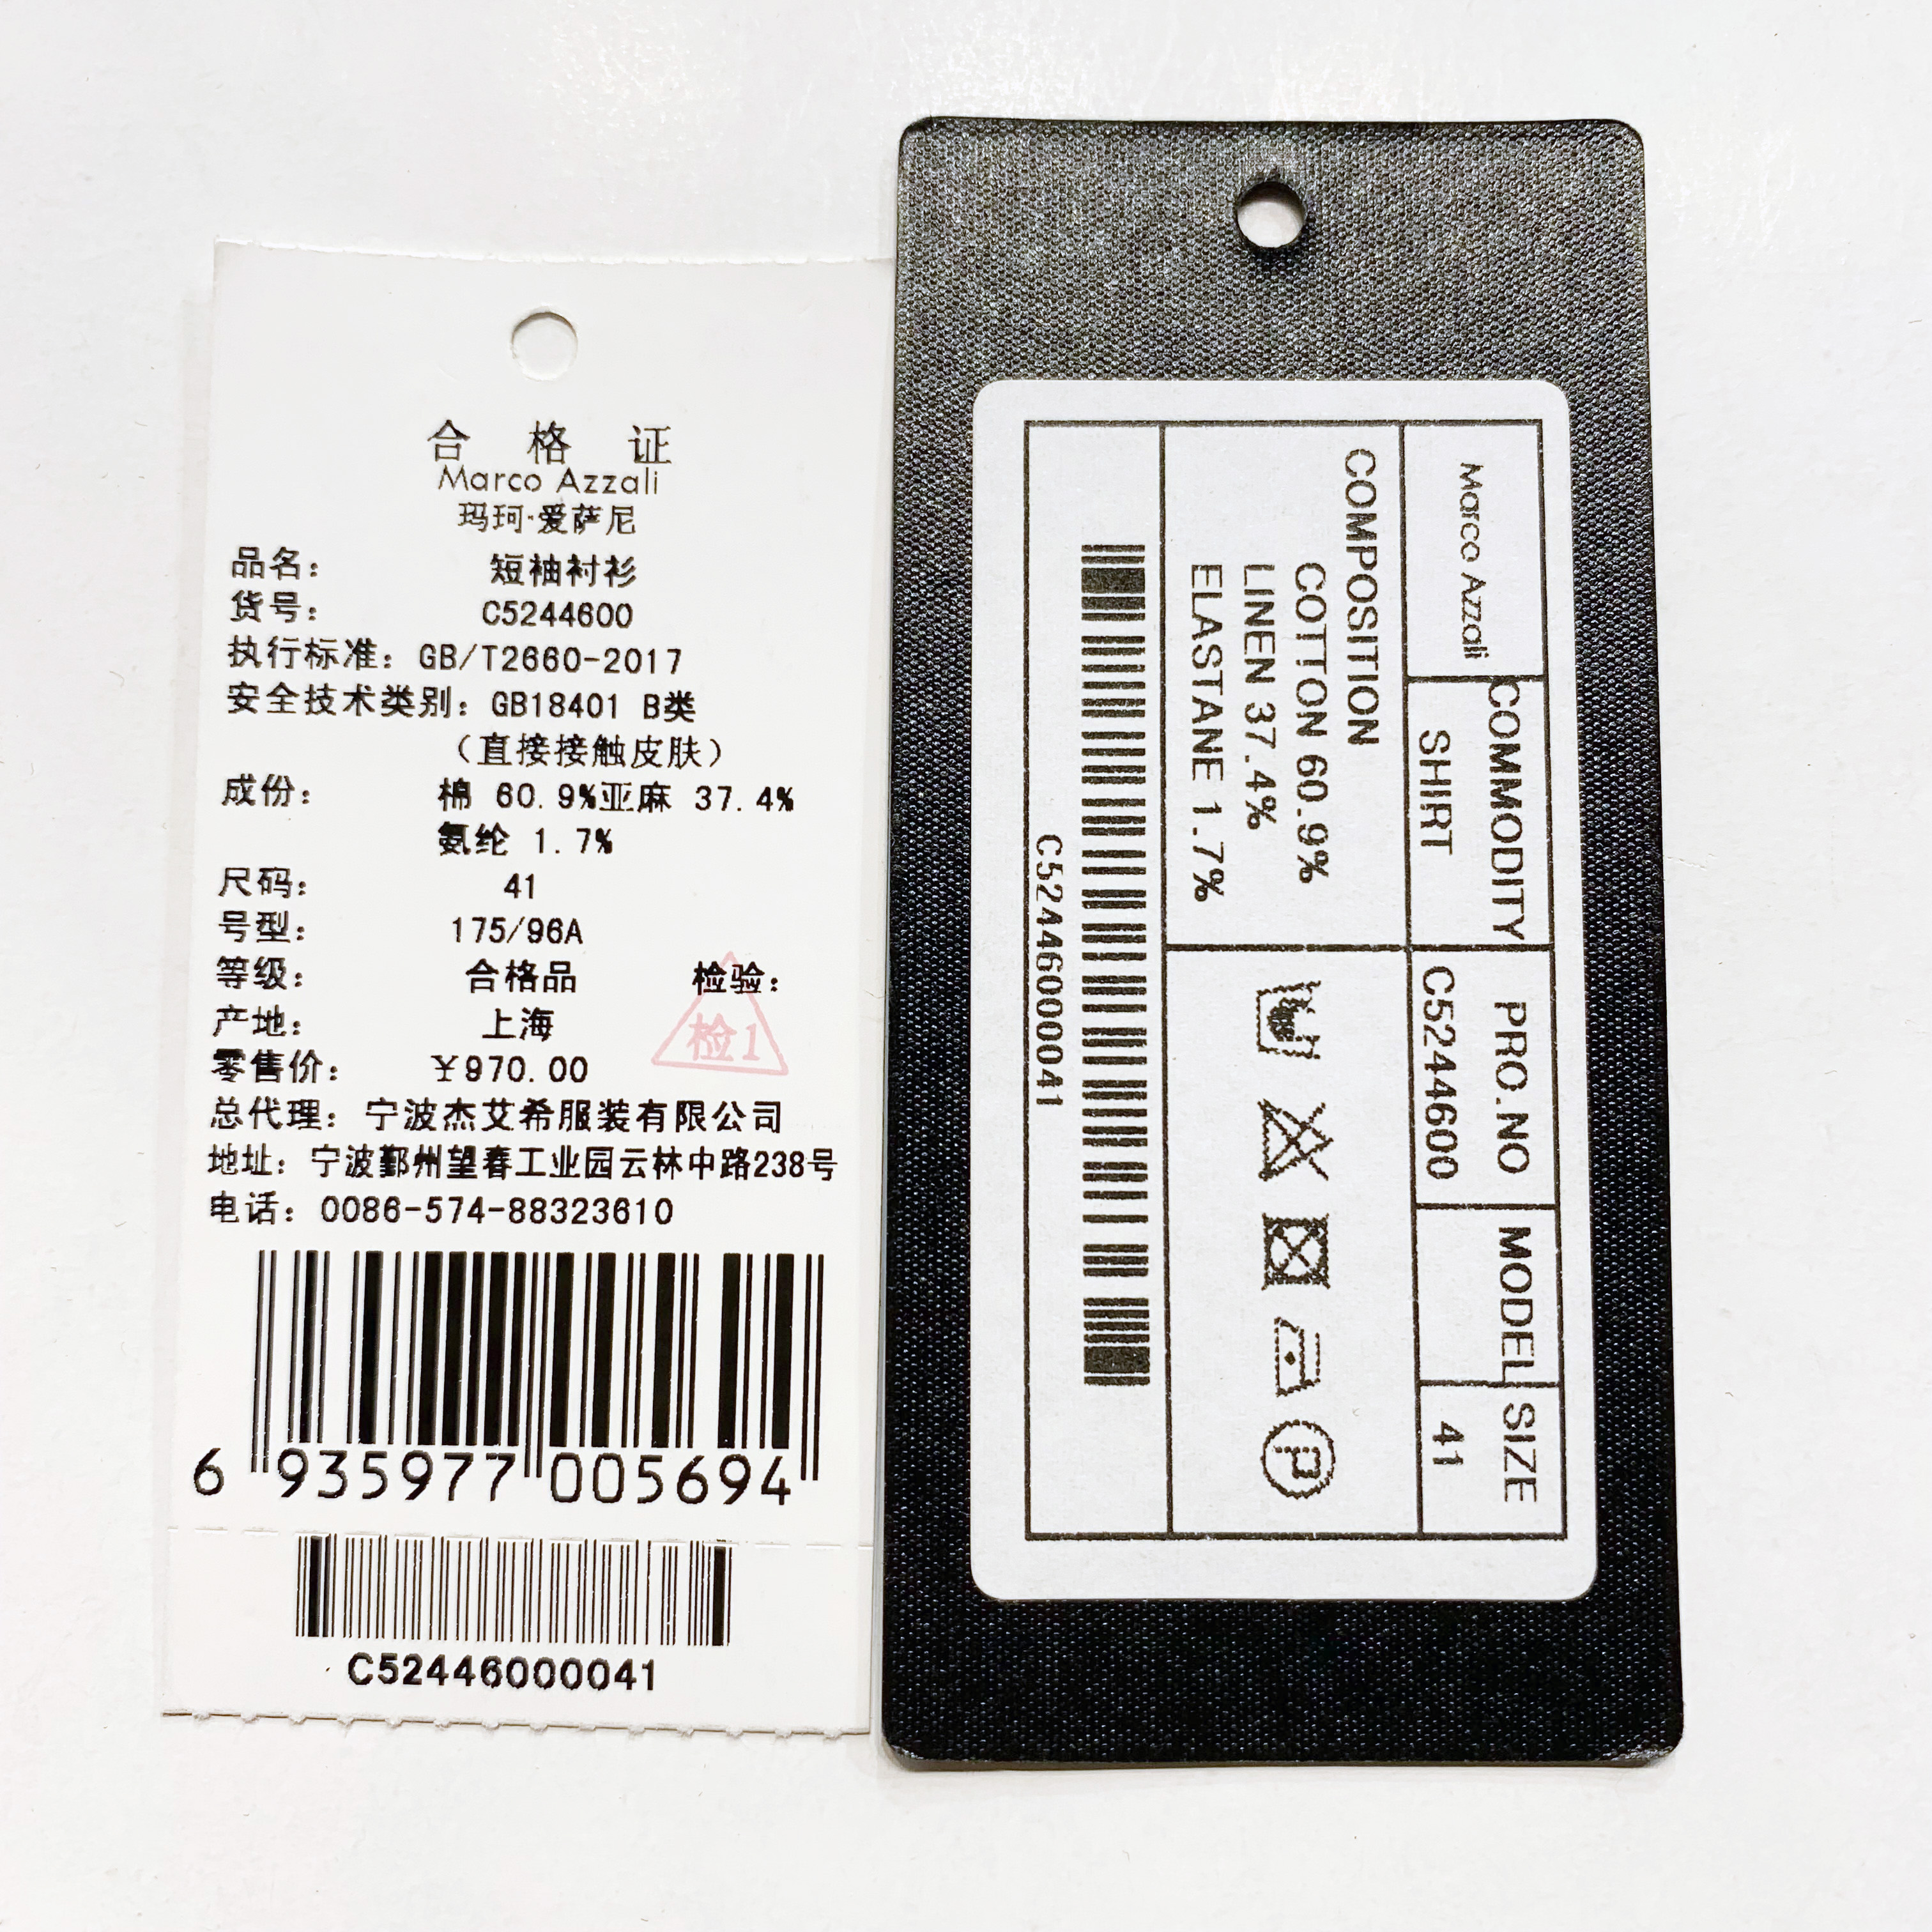 合 格 证
Marco Azzali
玛珂·爱萨尼
品名： 短袖衬衫
货号： C5244600
执行标准：GB/T2660-2017
安全技术类别：GB18401 B类
（直接接触皮肤）
成份： 棉 60.9%亚麻 37.4%
氨纶 1.7%
尺码： 41
号型： 175/96A
等级： 合格品 检验：
检1
产地： 上海
零售价： ¥970.00
总代理：宁波杰艾希服装有限公司
地址：宁波鄞州望春工业园云林中路238号
电话：0086-574-88323610
6 935977 005694
C52446000041
Marco Azzali
COMMODITY
SHIRT
PRO.NO
C5244600
MODEL
SIZE
41
COMPOSITION
COTTON 60.9%
LINEN 37.4%
ELASTANE 1.7%
P
C52446000041